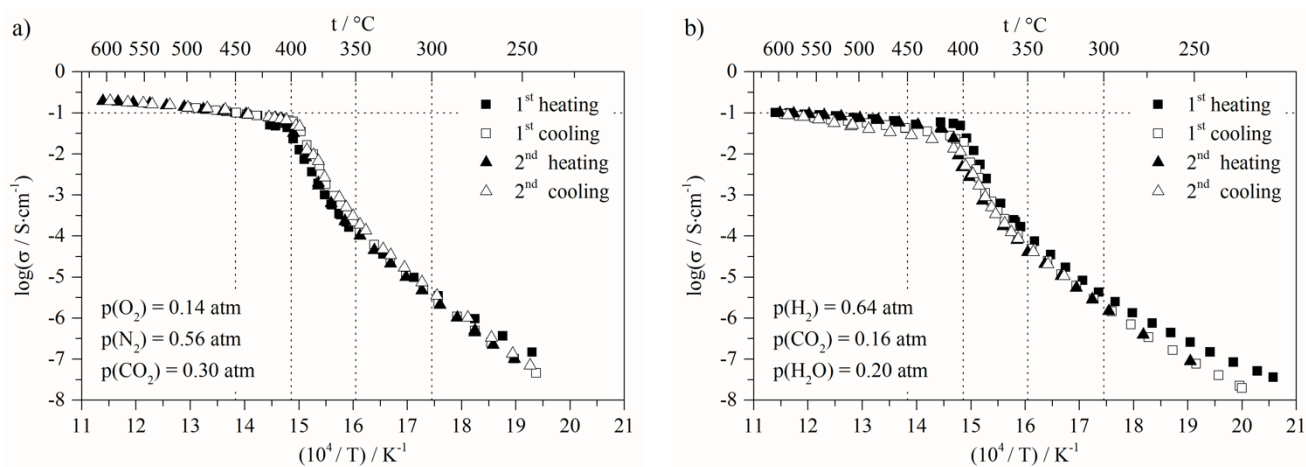 a)
t / °C
600 550 500 450 400 350 300 250
0
-1
-2
-3
-4
-5
-6
-7
-8
log(σ / S·cm⁻¹)
1ˢᵗ heating
1ˢᵗ cooling
2ⁿᵈ heating
2ⁿᵈ cooling
p(O₂) = 0.14 atm
p(N₂) = 0.56 atm
p(CO₂) = 0.30 atm
11 12 13 14 15 16 17 18 19 20 21
(10⁴/ T) / K⁻¹
b)
t / °C
600 550 500 450 400 350 300 250
0
-1
-2
-3
-4
-5
-6
-7
-8
log(σ / S·cm⁻¹)
1ˢᵗ heating
1ˢᵗ cooling
2ⁿᵈ heating
2ⁿᵈ cooling
p(H₂) = 0.64 atm
p(CO₂) = 0.16 atm
p(H₂O) = 0.20 atm
11 12 13 14 15 16 17 18 19 20 21
(10⁴/ T) / K⁻¹